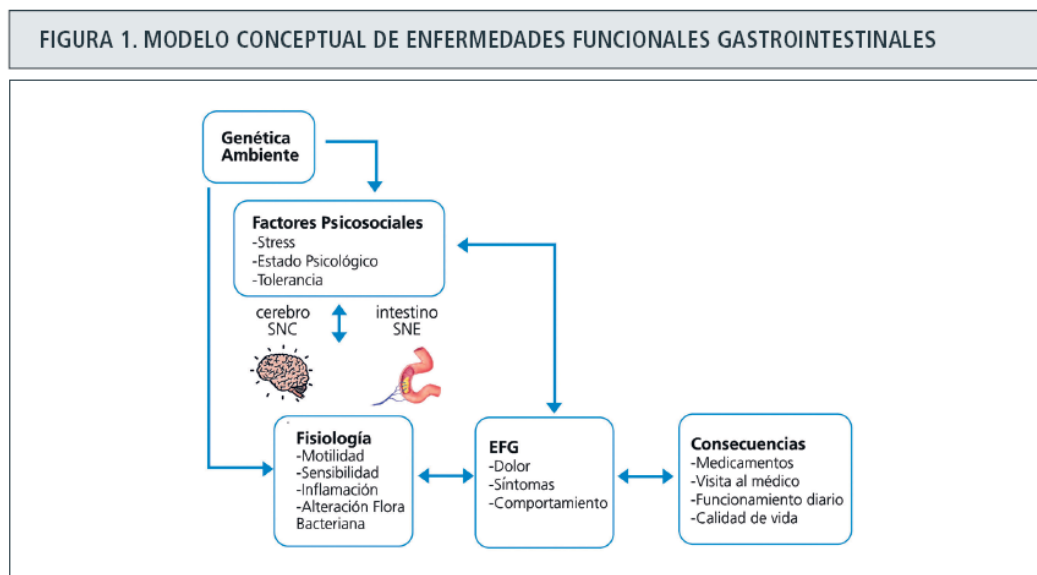 FIGURA 1. MODELO CONCEPTUAL DE ENFERMEDADES FUNCIONALES GASTROINTESTINALES
Genética
Ambiente
Factores Psicosociales
-Stress
-Estado Psicológico
-Tolerancia
cerebro
SNC
intestino
SNE
Fisiología
-Motilidad
-Sensibilidad
-Inflamación
-Alteración Flora
Bacteriana
EFG
-Dolor
-Síntomas
-Comportamiento
Consecuencias
-Medicamentos
-Visita al médico
-Funcionamiento diario
-Calidad de vida